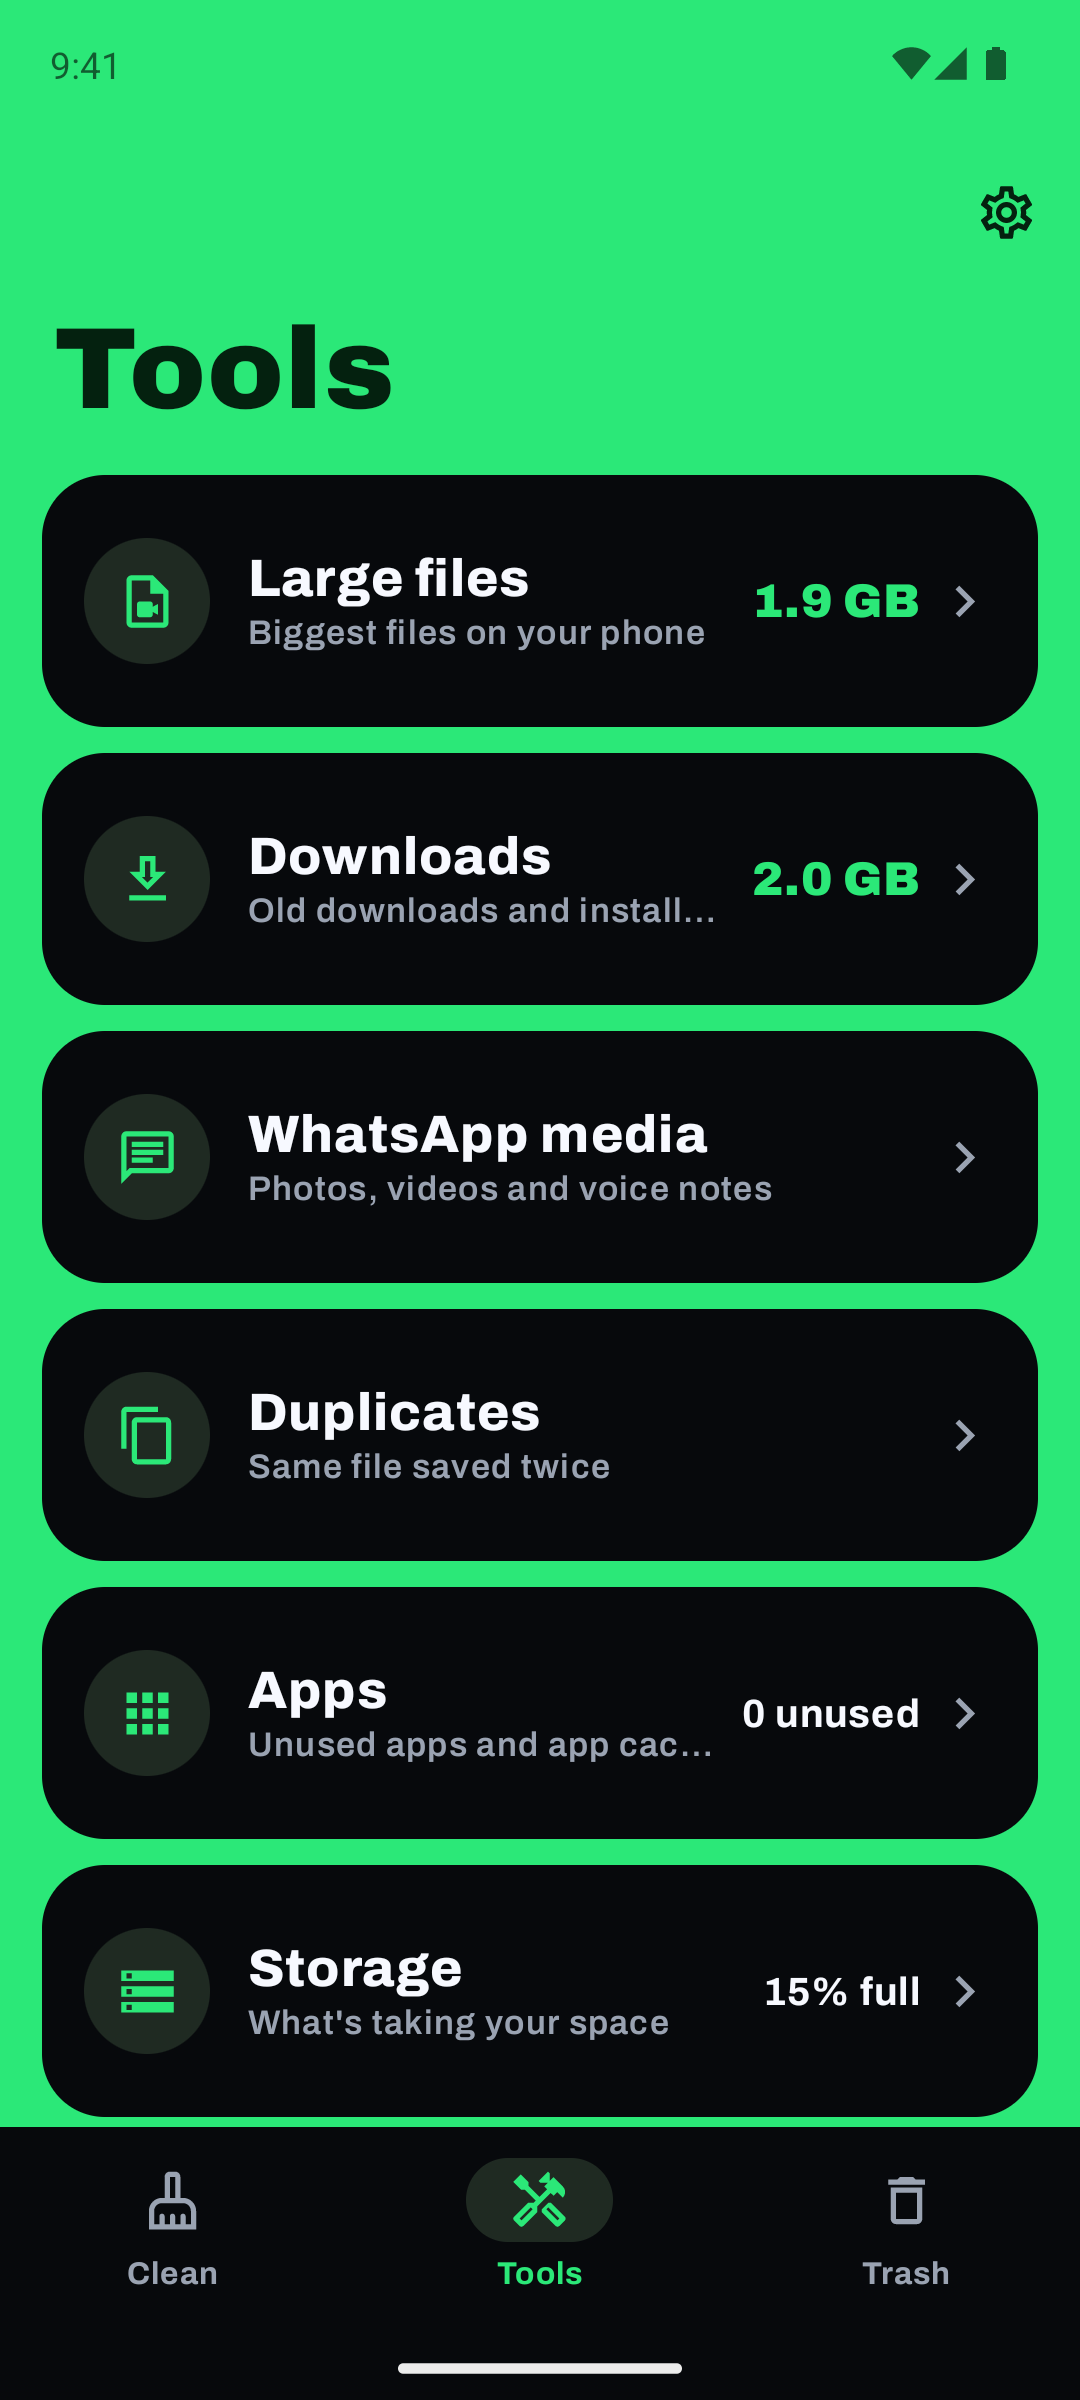 9:41
Tools
Large files
Biggest files on your phone
1.9 GB
Downloads
Old downloads and install...
2.0 GB
WhatsApp media
Photos, videos and voice notes
Duplicates
Same file saved twice
Apps
Unused apps and app cac...
0 unused
Storage
What's taking your space
15% full
Clean
Tools
Trash